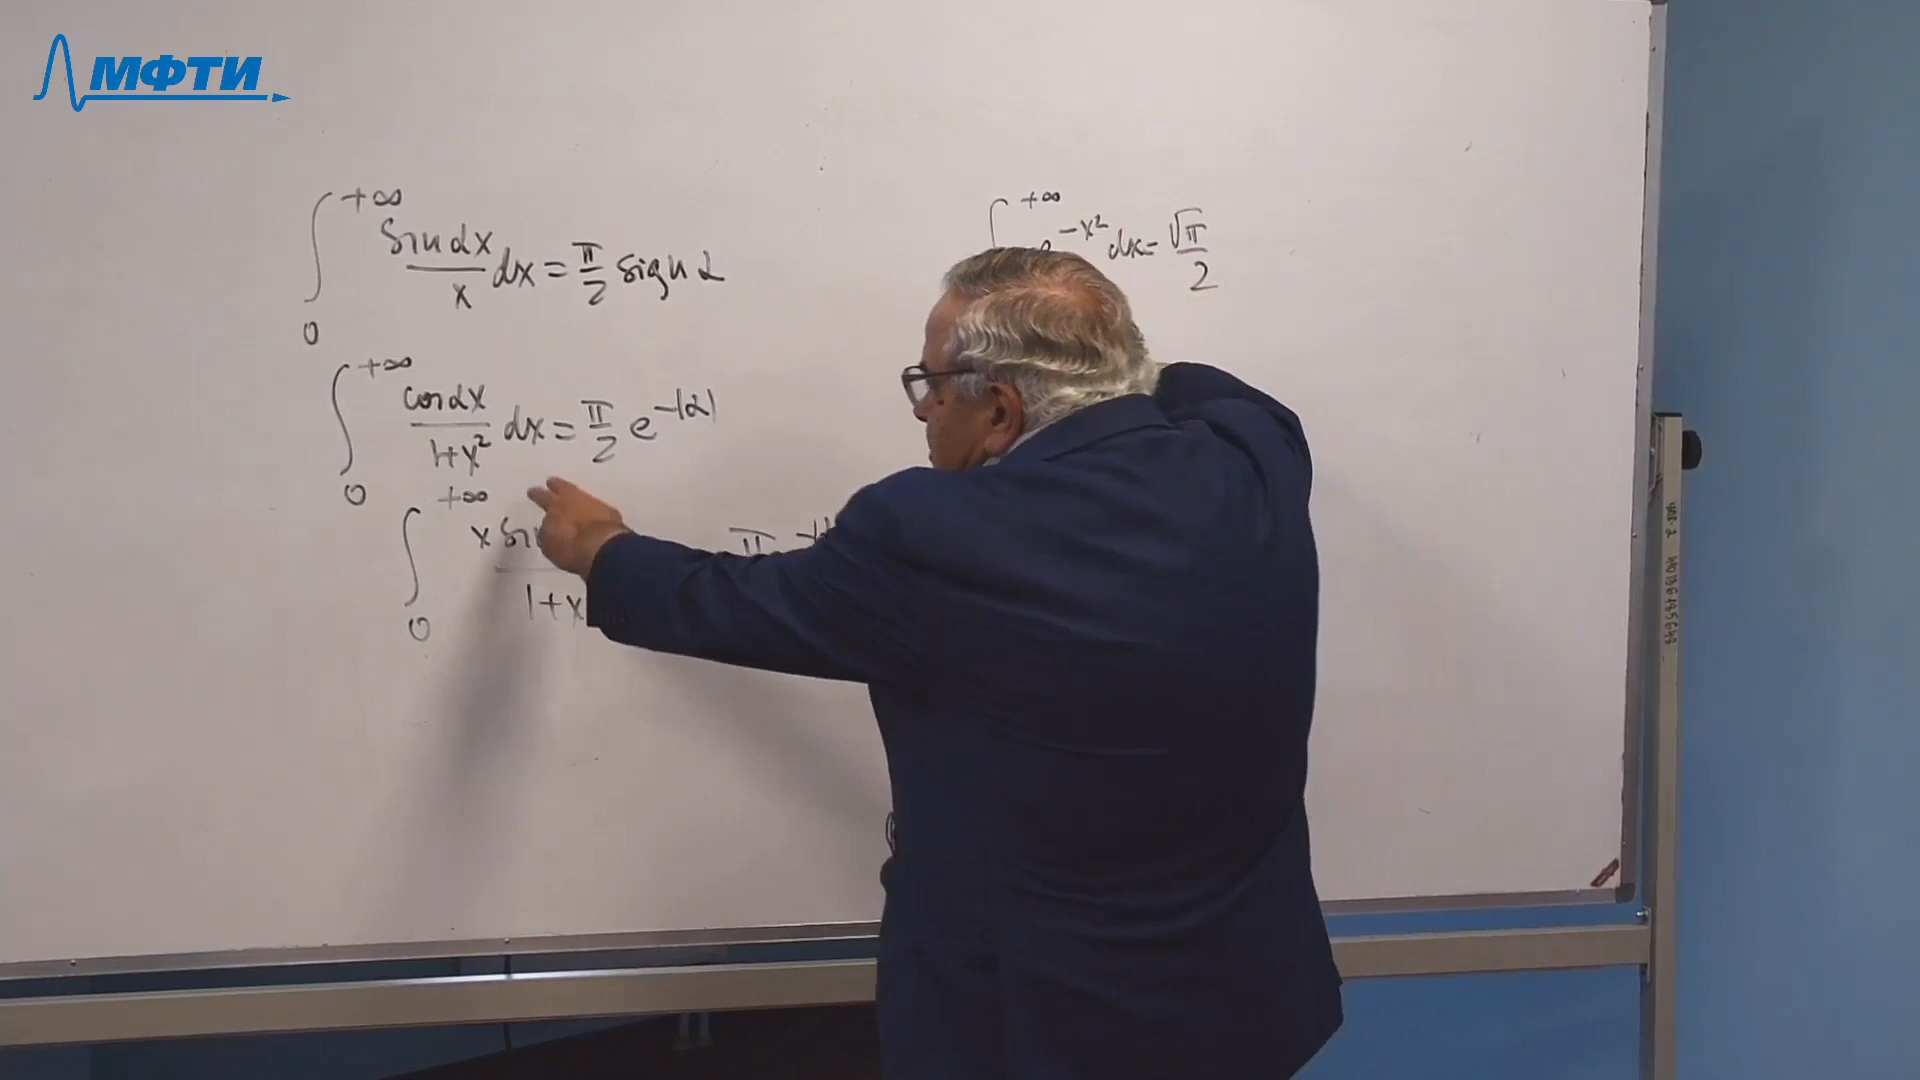 МФТИ
∫₀^{+∞} sin αx / x dx = π/2 sign α
∫₀^{+∞} cos αx / 1+x² dx = π/2 e^{-|α|}
∫₀^{+∞} x sin
1+x
π
+∞
-x² dx = √π / 2